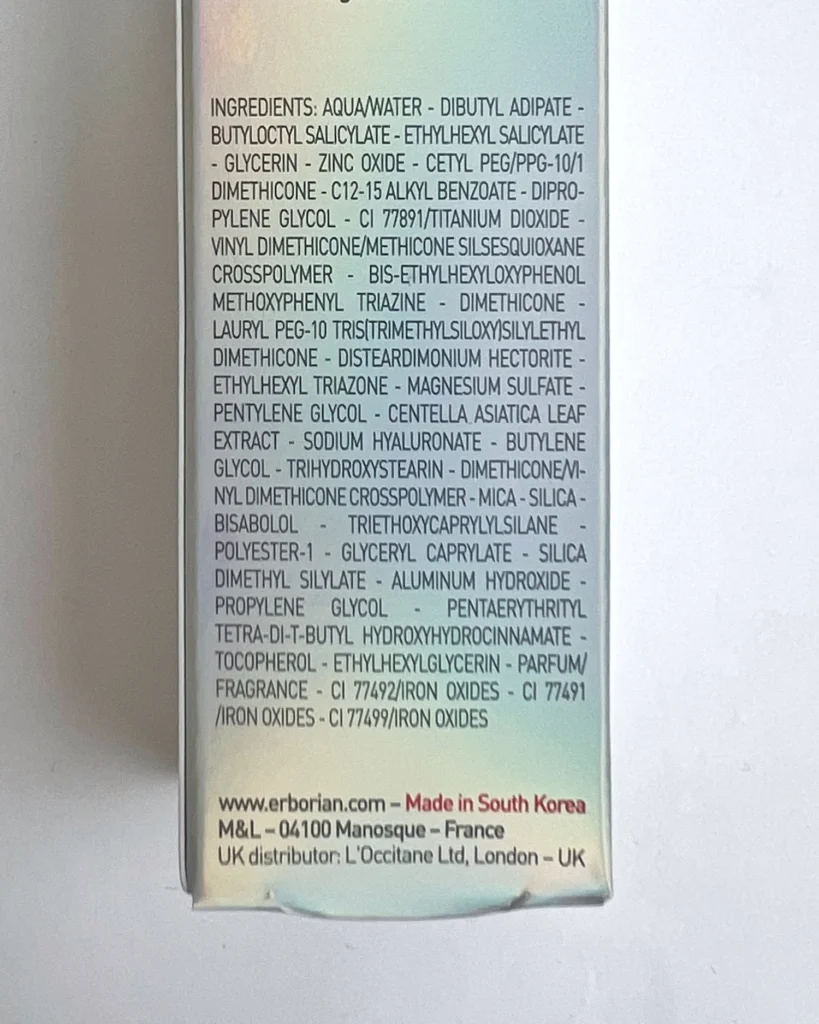 INGREDIENTS: AQUA/WATER - DIBUTYL ADIPATE -
BUTYLOCTYL SALICYLATE - ETHYLHEXYL SALICYLATE
- GLYCERIN - ZINC OXIDE - CETYL PEG/PPG-10/1
DIMETHICONE - C12-15 ALKYL BENZOATE - DIPRO-
PYLENE GLYCOL - CI 77891/TITANIUM DIOXIDE -
VINYL DIMETHICONE/METHICONE SILSESQUIOXANE
CROSSPOLYMER - BIS-ETHYLHEXYLOXYPHENOL
METHOXYPHENYL TRIAZINE - DIMETHICONE -
LAURYL PEG-10 TRIS(TRIMETHYLSILOXY)SILYLETHYL
DIMETHICONE - DISTEARDIMONIUM HECTORITE -
ETHYLHEXYL TRIAZONE - MAGNESIUM SULFATE -
PENTYLENE GLYCOL - CENTELLA ASIATICA LEAF
EXTRACT - SODIUM HYALURONATE - BUTYLENE
GLYCOL - TRIHYDROXYSTEARIN - DIMETHICONE/VI-
NYL DIMETHICONE CROSSPOLYMER - MICA - SILICA -
BISABOLOL - TRIETHOXYCAPRYLYLSILANE -
POLYESTER-1 - GLYCERYL CAPRYLATE - SILICA
DIMETHYL SILYLATE - ALUMINUM HYDROXIDE -
PROPYLENE GLYCOL - PENTAERYTHRITYL
TETRA-DI-T-BUTYL HYDROXYHYDROCINNAMATE -
TOCOPHEROL - ETHYLHEXYLGLYCERIN - PARFUM/
FRAGRANCE - CI 77492/IRON OXIDES - CI 77491
/IRON OXIDES - CI 77499/IRON OXIDES
www.erborian.com – Made in South Korea
M&L – 04100 Manosque – France
UK distributor: L'Occitane Ltd, London – UK